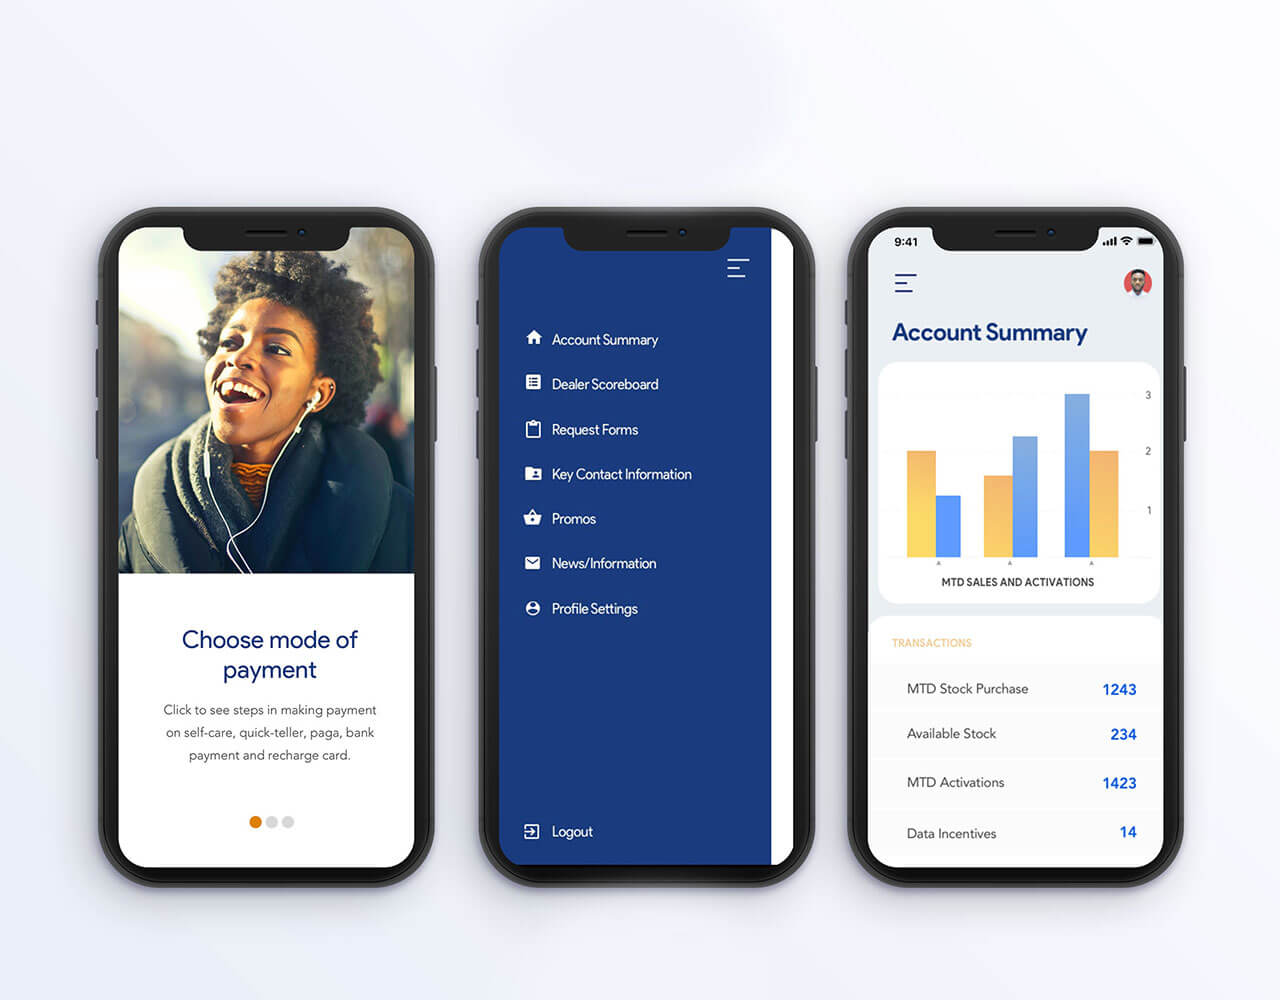 Choose mode of
payment
Click to see steps in making payment
on self-care, quick-teller, paga, bank
payment and recharge card.
Account Summary
Dealer Scoreboard
Request Forms
Key Contact Information
Promos
News/Information
Profile Settings
Logout
9:41
Account Summary
3
2
1
A A A
MTD SALES AND ACTIVATIONS
TRANSACTIONS
MTD Stock Purchase 1243
Available Stock 234
MTD Activations 1423
Data Incentives 14